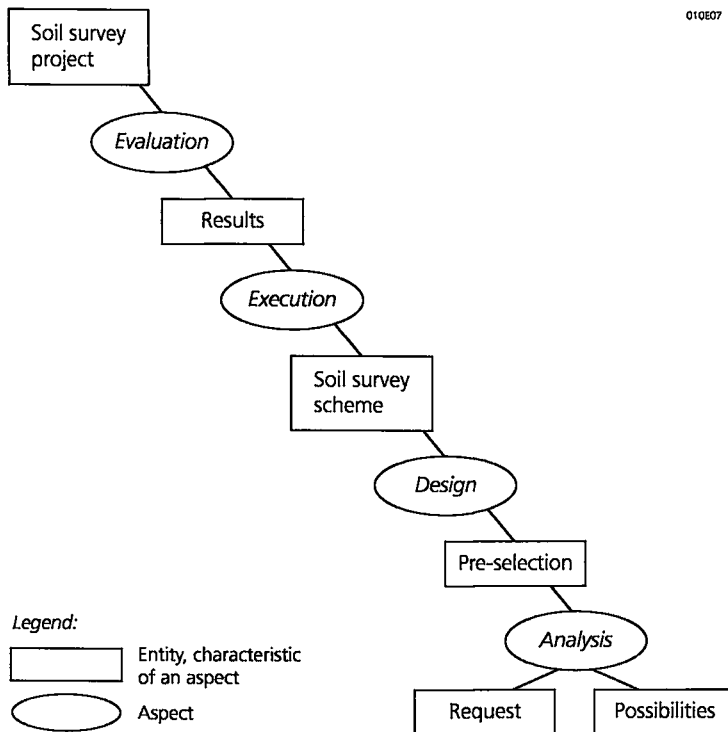 010E07
Soil survey
project
Evaluation
Results
Execution
Soil survey
scheme
Design
Pre-selection
Analysis
Request
Possibilities
Legend:
Entity, characteristic
of an aspect
Aspect